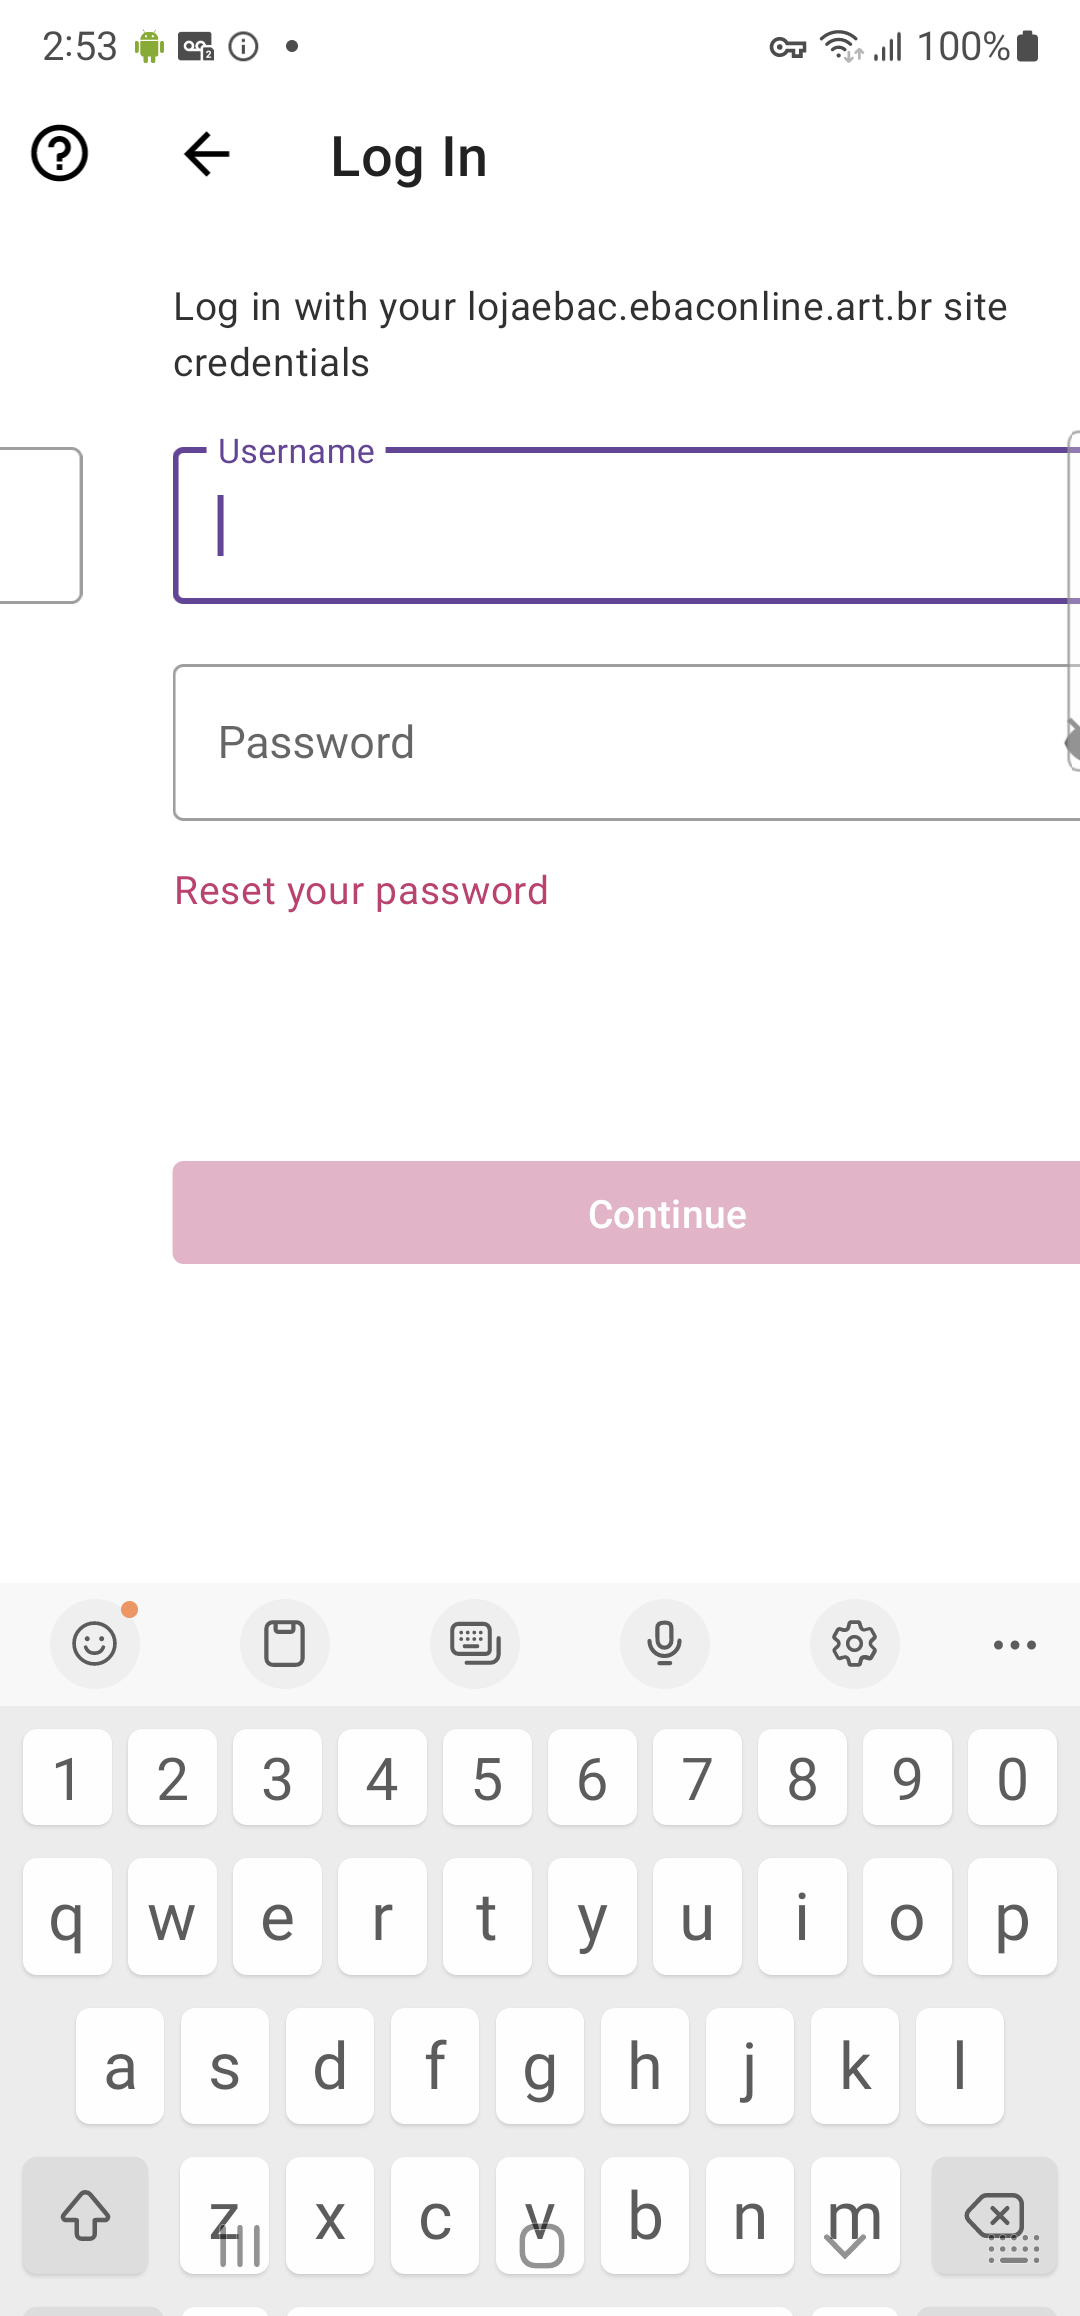 2:53 100%
Log In
Log in with your lojaebac.ebaconline.art.br site
credentials
Username
Password
Reset your password
Continue
1 2 3 4 5 6 7 8 9 0
q w e r t y u i o p
a s d f g h j k l
z x c v b n m